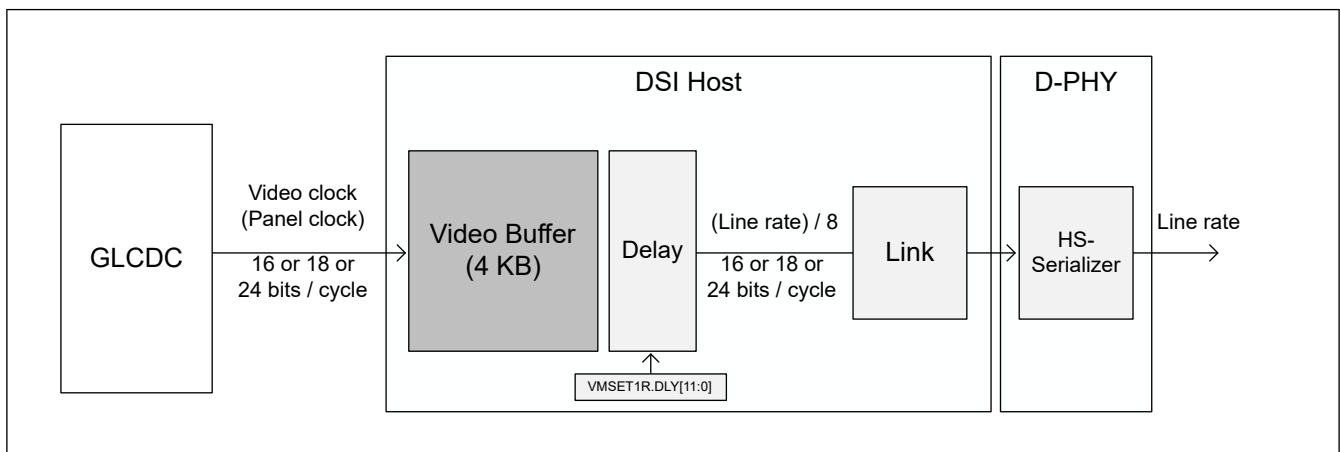 DSI Host
D-PHY
GLCDC
Video clock
(Panel clock)
16 or 18 or
24 bits / cycle
Video Buffer
(4 KB)
Delay
VMSET1R.DLY[11:0]
(Line rate) / 8
16 or 18 or
24 bits / cycle
Link
HS-
Serializer
Line rate